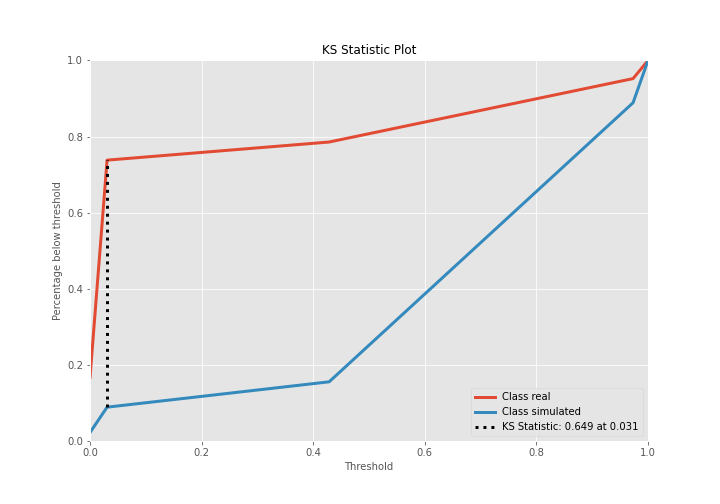 KS Statistic Plot
1.0
0.8
0.6
0.4
0.2
0.0
Percentage below threshold
0.0 0.2 0.4 0.6 0.8 1.0
Threshold
Class real
Class simulated
KS Statistic: 0.649 at 0.031